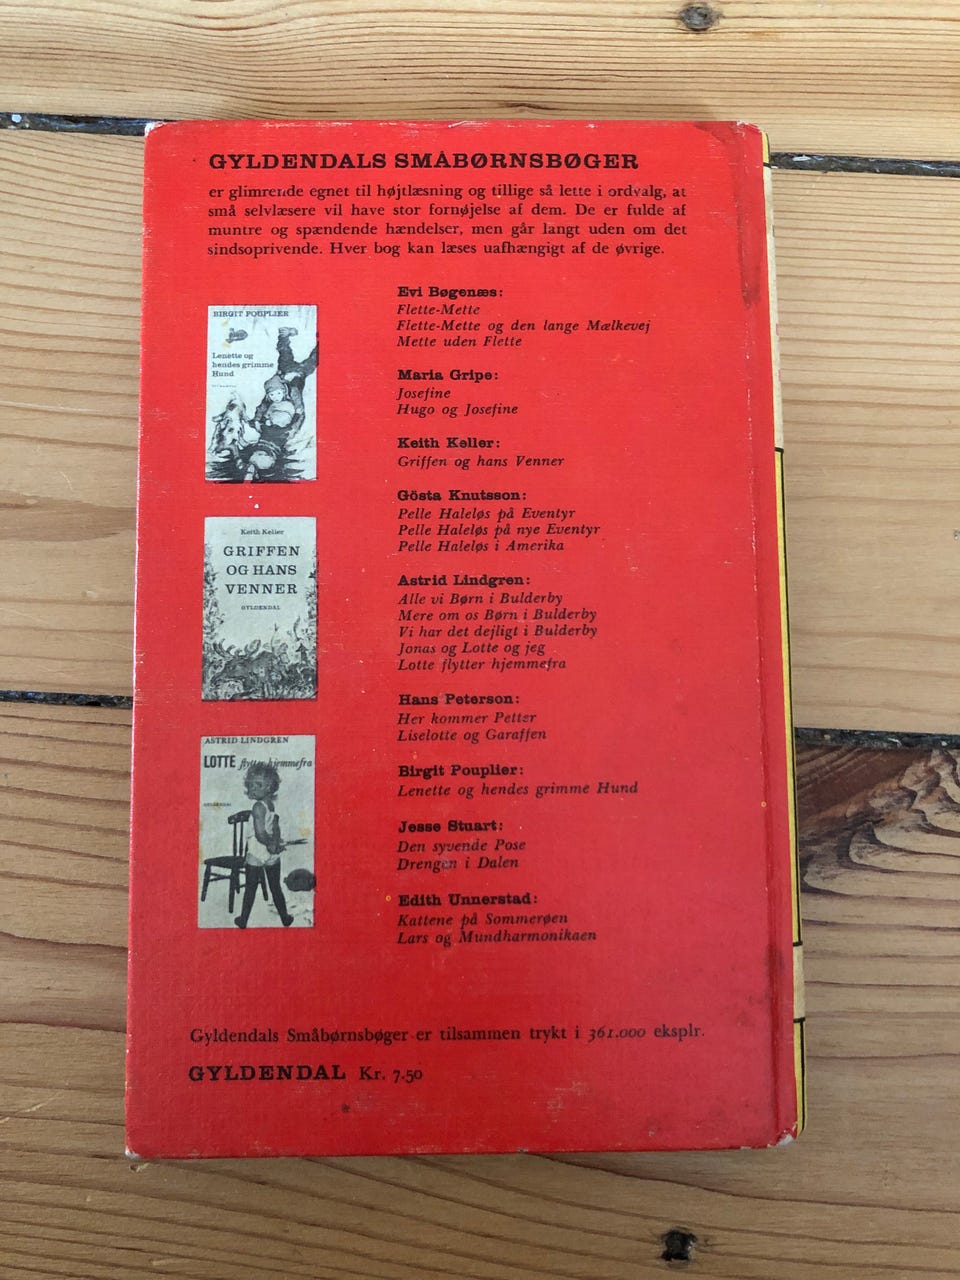 GYLDENDALS SMÅBØRNSBØGER
er glimrende egnet til højtlæsning og tillige så lette i ordvalg, at
små selvlæsere vil have stor fornøjelse af dem. De er fulde af
muntre og spændende hændelser, men går langt uden om det
sindsoprivende. Hver bog kan læses uafhængigt af de øvrige.
BIRGIT POUPLIER
Lenette og
hendes grimme
Hund
Keith Keller
GRIFFEN
OG HANS
VENNER
GYLDENDAL
ASTRID LINDGREN
LOTTE flytter hjemmefra
GYLDENDAL
Evi Bøgenæs:
Flette-Mette
Flette-Mette og den lange Mælkevej
Mette uden Flette
Maria Gripe:
Josefine
Hugo og Josefine
Keith Keller:
Griffen og hans Venner
Gösta Knutsson:
Pelle Haleløs på Eventyr
Pelle Haleløs på nye Eventyr
Pelle Haleløs i Amerika
Astrid Lindgren:
Alle vi Børn i Bulderby
Mere om os Børn i Bulderby
Vi har det dejligt i Bulderby
Jonas og Lotte og jeg
Lotte flytter hjemmefra
Hans Peterson:
Her kommer Petter
Liselotte og Garaffen
Birgit Pouplier:
Lenette og hendes grimme Hund
Jesse Stuart:
Den syvende Pose
Drengen i Dalen
Edith Unnerstad:
Kattene på Sommerøen
Lars og Mundharmonikaen
Gyldendals Småbørnsbøger er tilsammen trykt i 361.000 eksplr.
GYLDENDAL Kr. 7.50